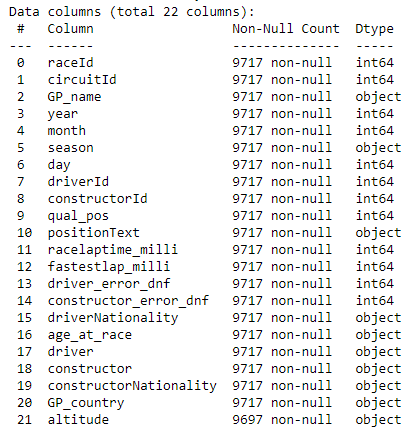 Data columns (total 22 columns):
 #   Column                  Non-Null Count  Dtype
---  ------                  --------------  -----
 0   raceId                  9717 non-null   int64
 1   circuitId               9717 non-null   int64
 2   GP_name                 9717 non-null   object
 3   year                    9717 non-null   int64
 4   month                   9717 non-null   int64
 5   season                  9717 non-null   object
 6   day                     9717 non-null   int64
 7   driverId                9717 non-null   int64
 8   constructorId           9717 non-null   int64
 9   qual_pos                9717 non-null   int64
 10  positionText            9717 non-null   object
 11  racelaptime_milli       9717 non-null   int64
 12  fastestlap_milli        9717 non-null   int64
 13  driver_error_dnf        9717 non-null   int64
 14  constructor_error_dnf   9717 non-null   int64
 15  driverNationality       9717 non-null   object
 16  age_at_race             9717 non-null   object
 17  driver                  9717 non-null   object
 18  constructor             9717 non-null   object
 19  constructorNationality  9717 non-null   object
 20  GP_country              9717 non-null   object
 21  altitude                9697 non-null   object